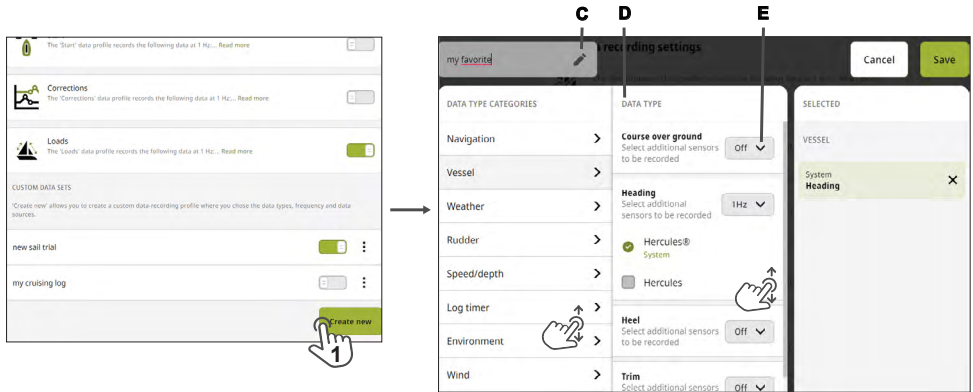 The 'Start' data profile records the following data at 1 Hz... Read more
Corrections
The 'Corrections' data profile records the following data at 1 Hz... Read more
Loads
The 'Loads' data profile records the following data at 1 Hz... Read more
CUSTOM DATA SETS
'Create new' allows you to create a custom data-recording profile where you chose the data types, frequency and data
sources.
new sail trial
my cruising log
Create new
1
C
D
E
my favorite
recording settings
Cancel
Save
DATA TYPE CATEGORIES
Navigation
Vessel
Weather
Rudder
Speed/depth
Log timer
Environment
Wind
DATA TYPE
Course over ground
Select additional sensors
to be recorded
Off
Heading
Select additional
sensors to be recorded
1Hz
Hercules®
System
Hercules
Heel
Select additional sensors
to be recorded
Off
Trim
Select additional sensors
Off
SELECTED
VESSEL
System
Heading